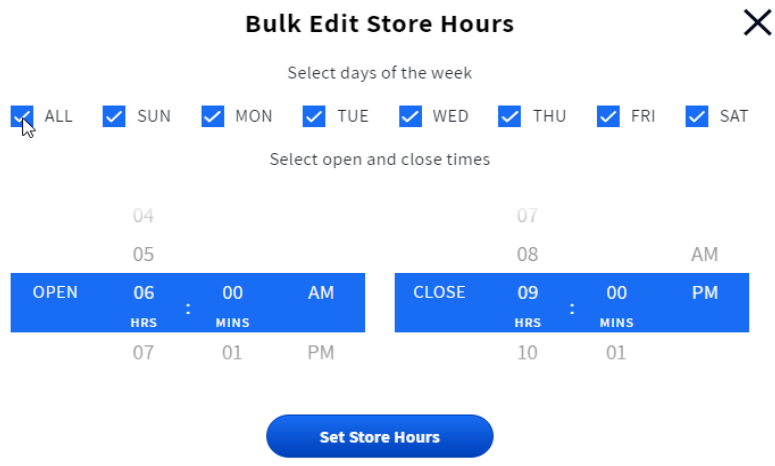 Bulk Edit Store Hours
Select days of the week
ALL SUN MON TUE WED THU FRI SAT
Select open and close times
04 07
05 08 AM
OPEN 06 : 00 AM CLOSE 09 : 00 PM
HRS MINS HRS MINS
07 01 PM 10 01
Set Store Hours